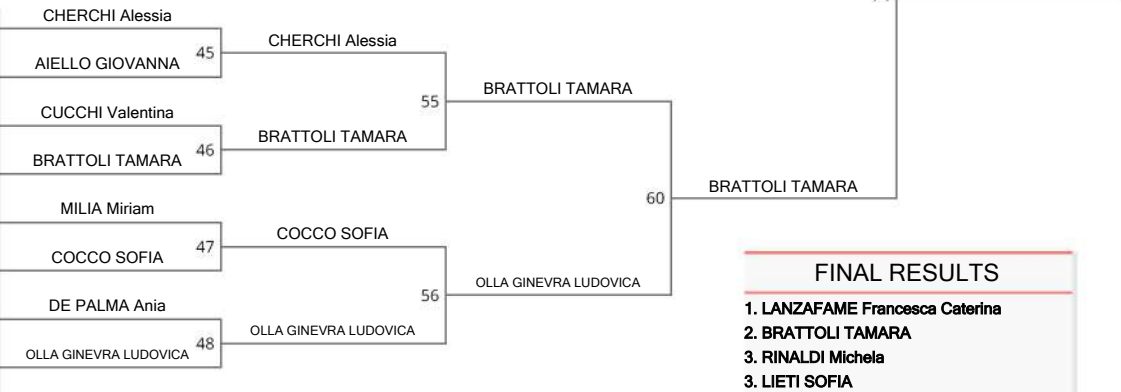 CHERCHI Alessia
AIELLO GIOVANNA
45
CUCCHI Valentina
BRATTOLI TAMARA
46
MILIA Miriam
COCCO SOFIA
47
DE PALMA Ania
OLLA GINEVRA LUDOVICA
48
CHERCHI Alessia
BRATTOLI TAMARA
55
COCCO SOFIA
OLLA GINEVRA LUDOVICA
56
BRATTOLI TAMARA
OLLA GINEVRA LUDOVICA
60
BRATTOLI TAMARA
FINAL RESULTS
1. LANZAFAME Francesca Caterina
2. BRATTOLI TAMARA
3. RINALDI Michela
3. LIETI SOFIA